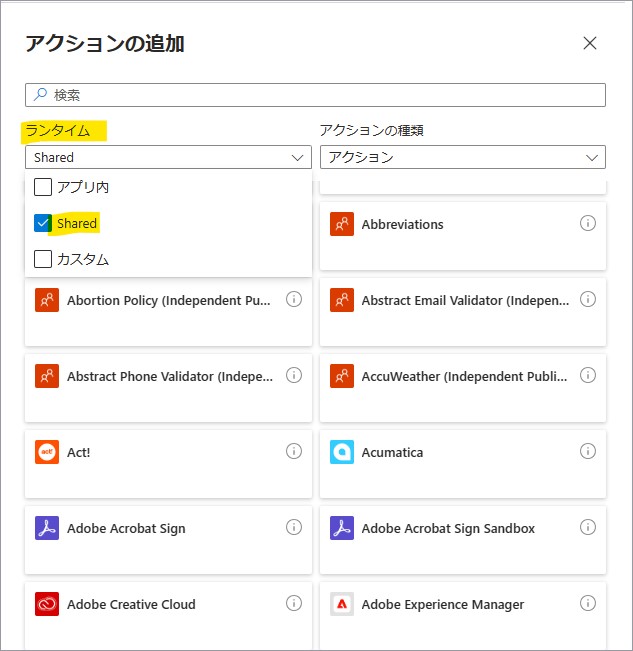 アクションの追加
検索
ランタイム
アクションの種類
Shared
アクション
アプリ内
Shared
カスタム
Abbreviations
Abortion Policy (Independent Pu...
Abstract Email Validator (Indepen...
Abstract Phone Validator (Indepe...
AccuWeather (Independent Publi...
act!
Act!
Acumatica
Adobe Acrobat Sign
Adobe Acrobat Sign Sandbox
Adobe Creative Cloud
Adobe Experience Manager